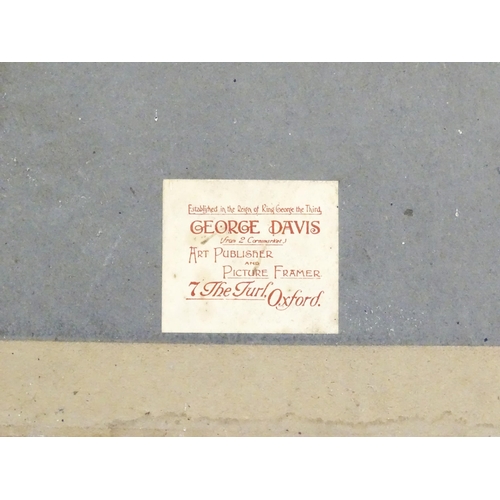 Established in the Reign of King George the Third,
GEORGE DAVIS
(from 2 Cornmarket.)
ART PUBLISHER
AND
PICTURE FRAMER
7 The Turl, Oxford.